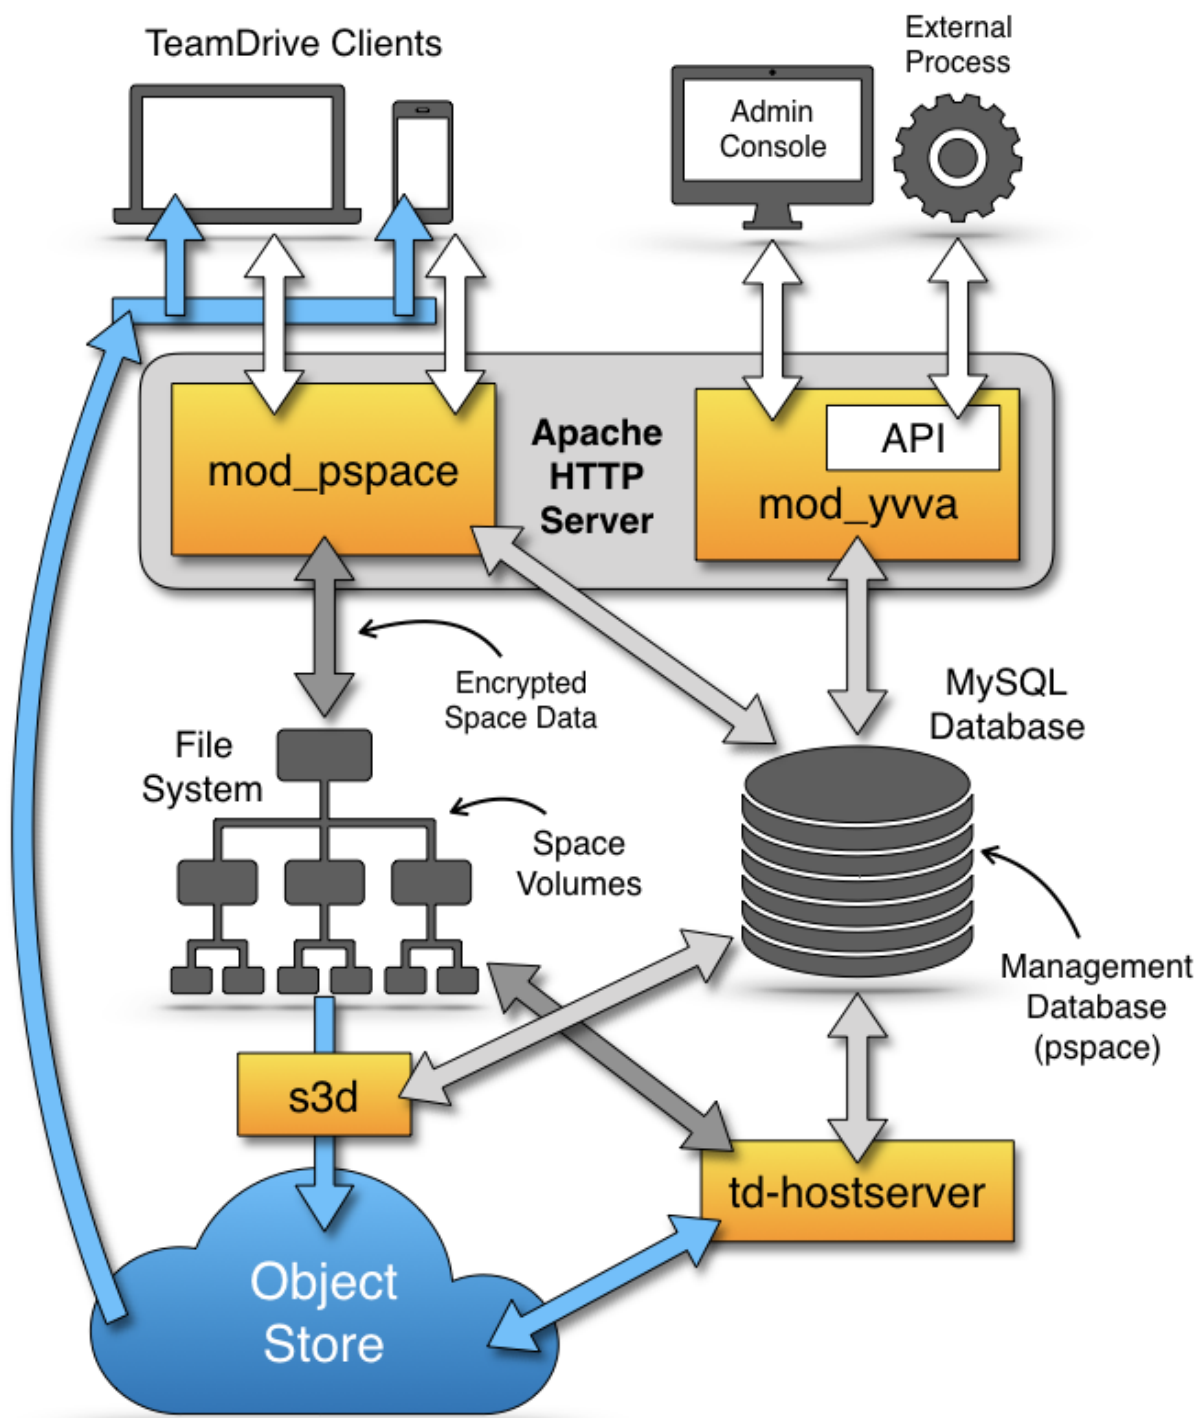 TeamDrive Clients
External
Process
Admin
Console
Apache
HTTP
Server
mod_pspace
API
mod_yvva
Encrypted
Space Data
MySQL
Database
File
System
Space
Volumes
Management
Database
(pspace)
s3d
td-hostserver
Object
Store